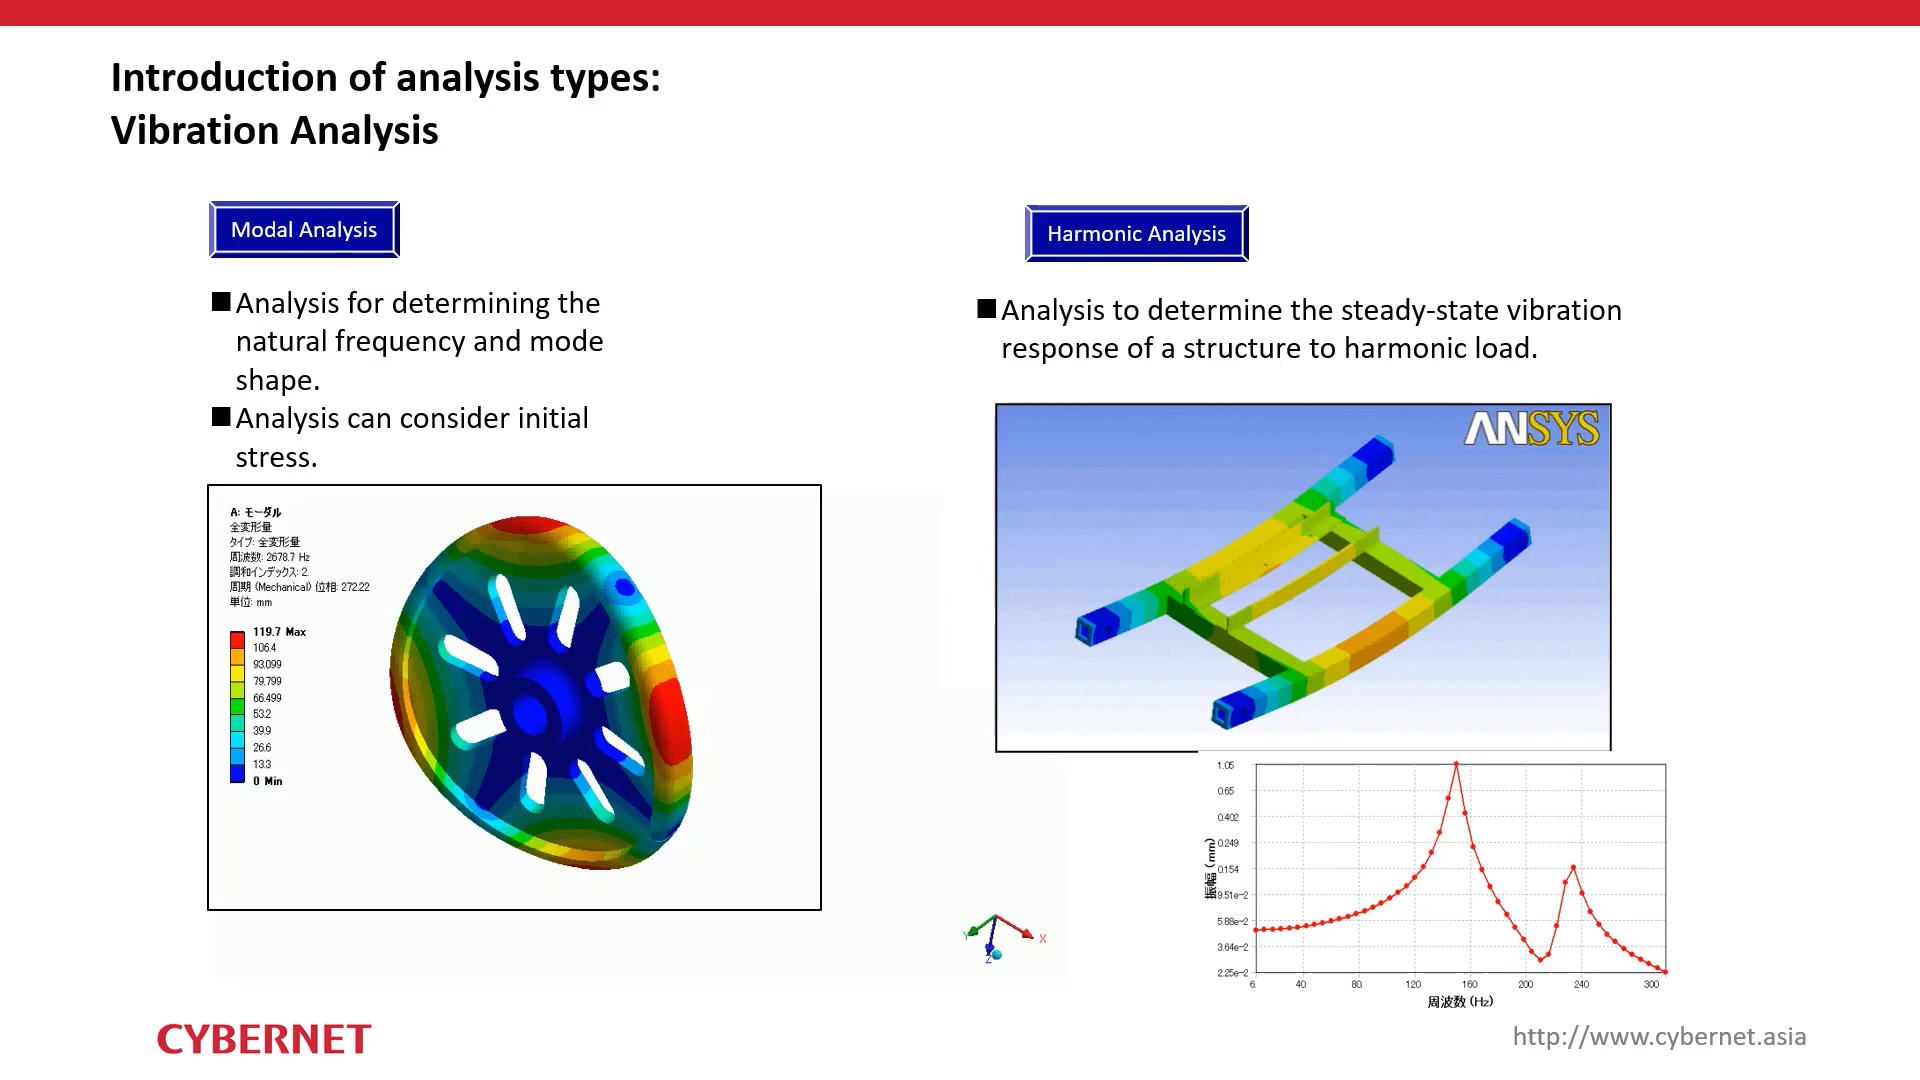 Introduction of analysis types:
Vibration Analysis
Modal Analysis
■Analysis for determining the
natural frequency and mode
shape.
■Analysis can consider initial
stress.
A: モーダル
全変形量
タイプ: 全変形量
周波数: 2678.7 Hz
調和インデックス: 2.
周期 (Mechanical) 位相: 272.22
単位: mm
119.7 Max
106.4
93.099
79.799
66.499
53.2
39.9
26.6
13.3
0 Min
Harmonic Analysis
■Analysis to determine the steady-state vibration
response of a structure to harmonic load.
ANSYS
Y
X
Z
振幅 (mm)
1.05
0.65
0.402
0.249
0.154
9.51e-2
5.88e-2
3.64e-2
2.25e-2
6. 40. 80. 120 160 200 240 300
周波数 (Hz)
CYBERNET
http://www.cybernet.asia